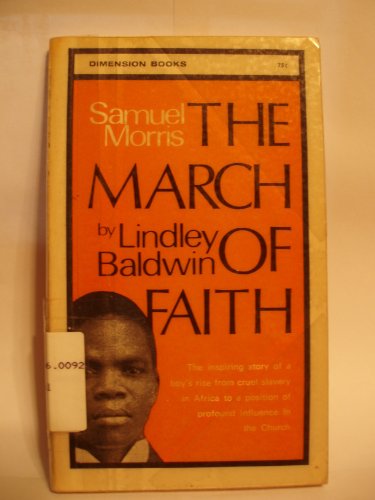 DIMENSION BOOKS 75¢
Samuel
Morris THE
MARCH
by Lindley OF
Baldwin
FAITH
6.0092
1
The inspiring story of a
boy's rise from cruel slavery
in Africa to a position of
profound influence in
the Church